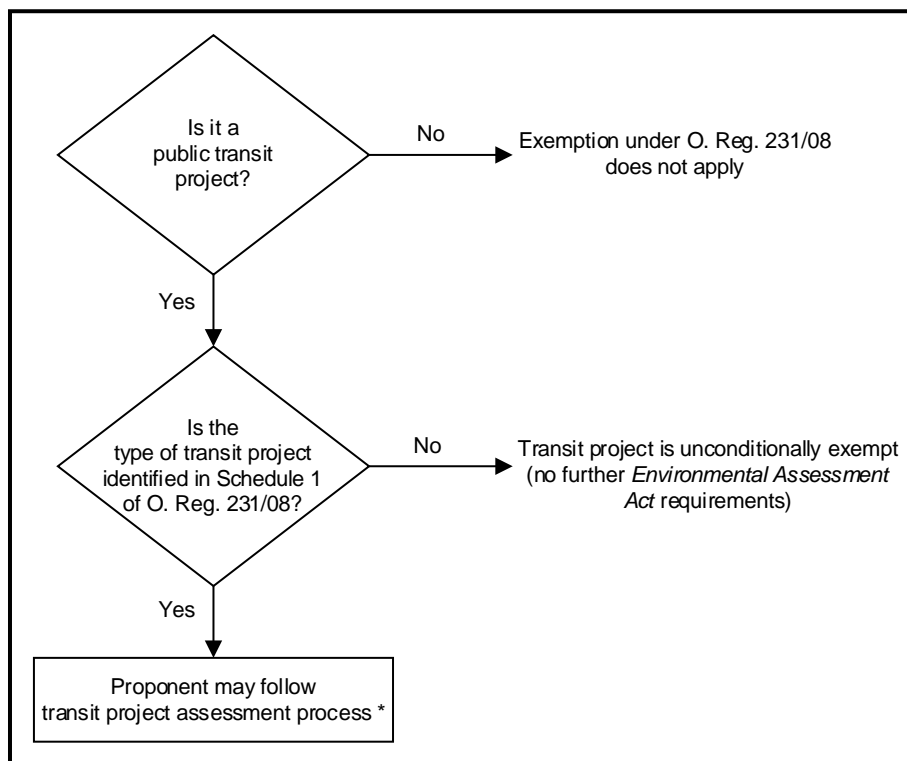 Is it a
public transit
project?
No
Exemption under O. Reg. 231/08
does not apply
Yes
Is the
type of transit project
identified in Schedule 1
of O. Reg. 231/08?
No
Transit project is unconditionally exempt
(no further Environmental Assessment
Act requirements)
Yes
Proponent may follow
transit project assessment process *